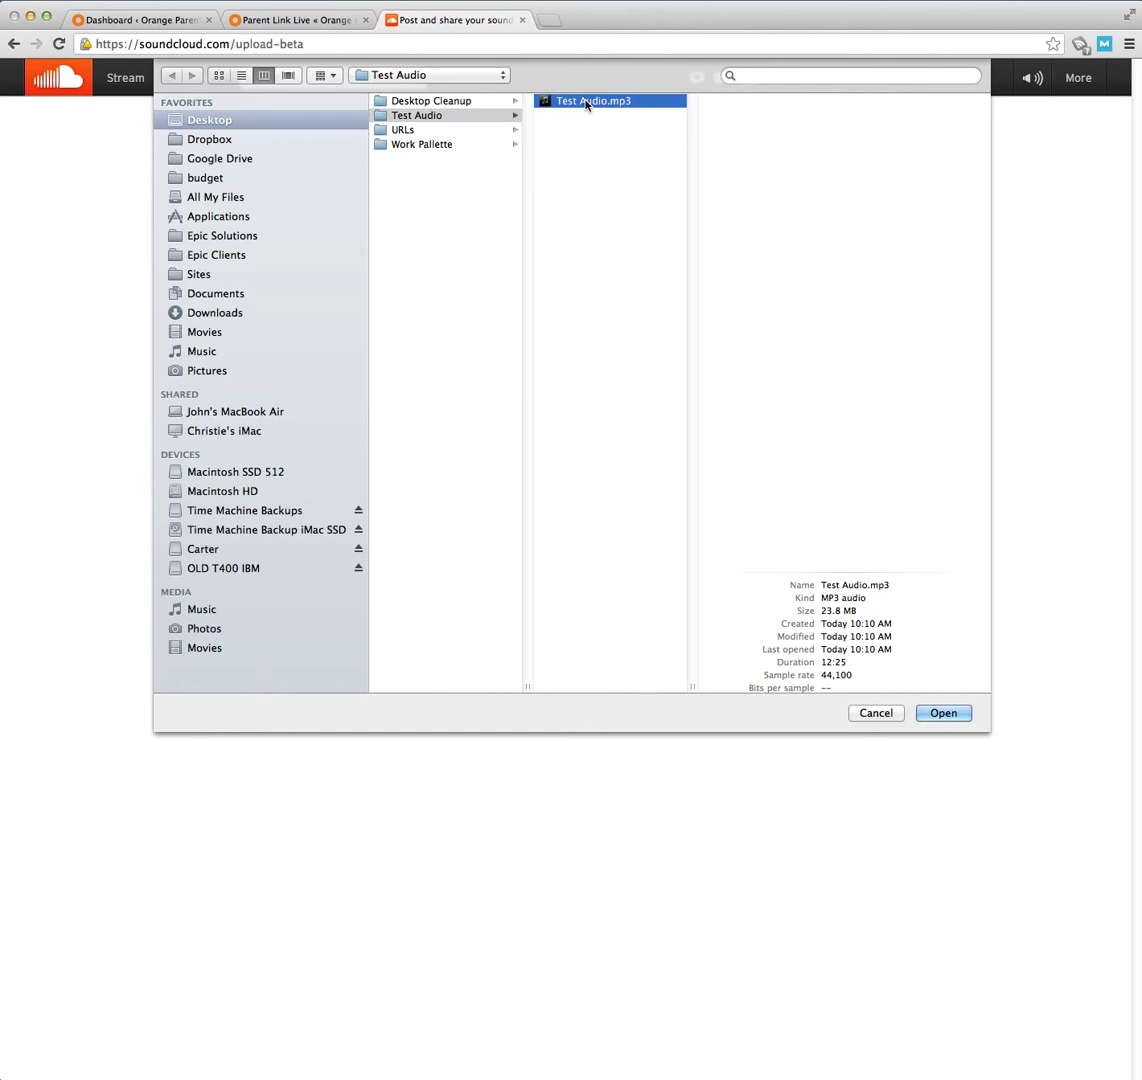 Dashboard ‹ Orange Paren
Parent Link Live « Orange
Post and share your sound
https://soundcloud.com/upload-beta
Stream
Test Audio
More
FAVORITES
Desktop
Dropbox
Google Drive
budget
All My Files
Applications
Epic Solutions
Epic Clients
Sites
Documents
Downloads
Movies
Music
Pictures
SHARED
John's MacBook Air
Christie's iMac
DEVICES
Macintosh SSD 512
Macintosh HD
Time Machine Backups
Time Machine Backup iMac SSD
Carter
OLD T400 IBM
MEDIA
Music
Photos
Movies
Desktop Cleanup
Test Audio
URLs
Work Pallette
Test Audio.mp3
Name Test Audio.mp3
Kind MP3 audio
Size 23.8 MB
Created Today 10:10 AM
Modified Today 10:10 AM
Last opened Today 10:10 AM
Duration 12:25
Sample rate 44,100
Bits per sample --
Cancel
Open